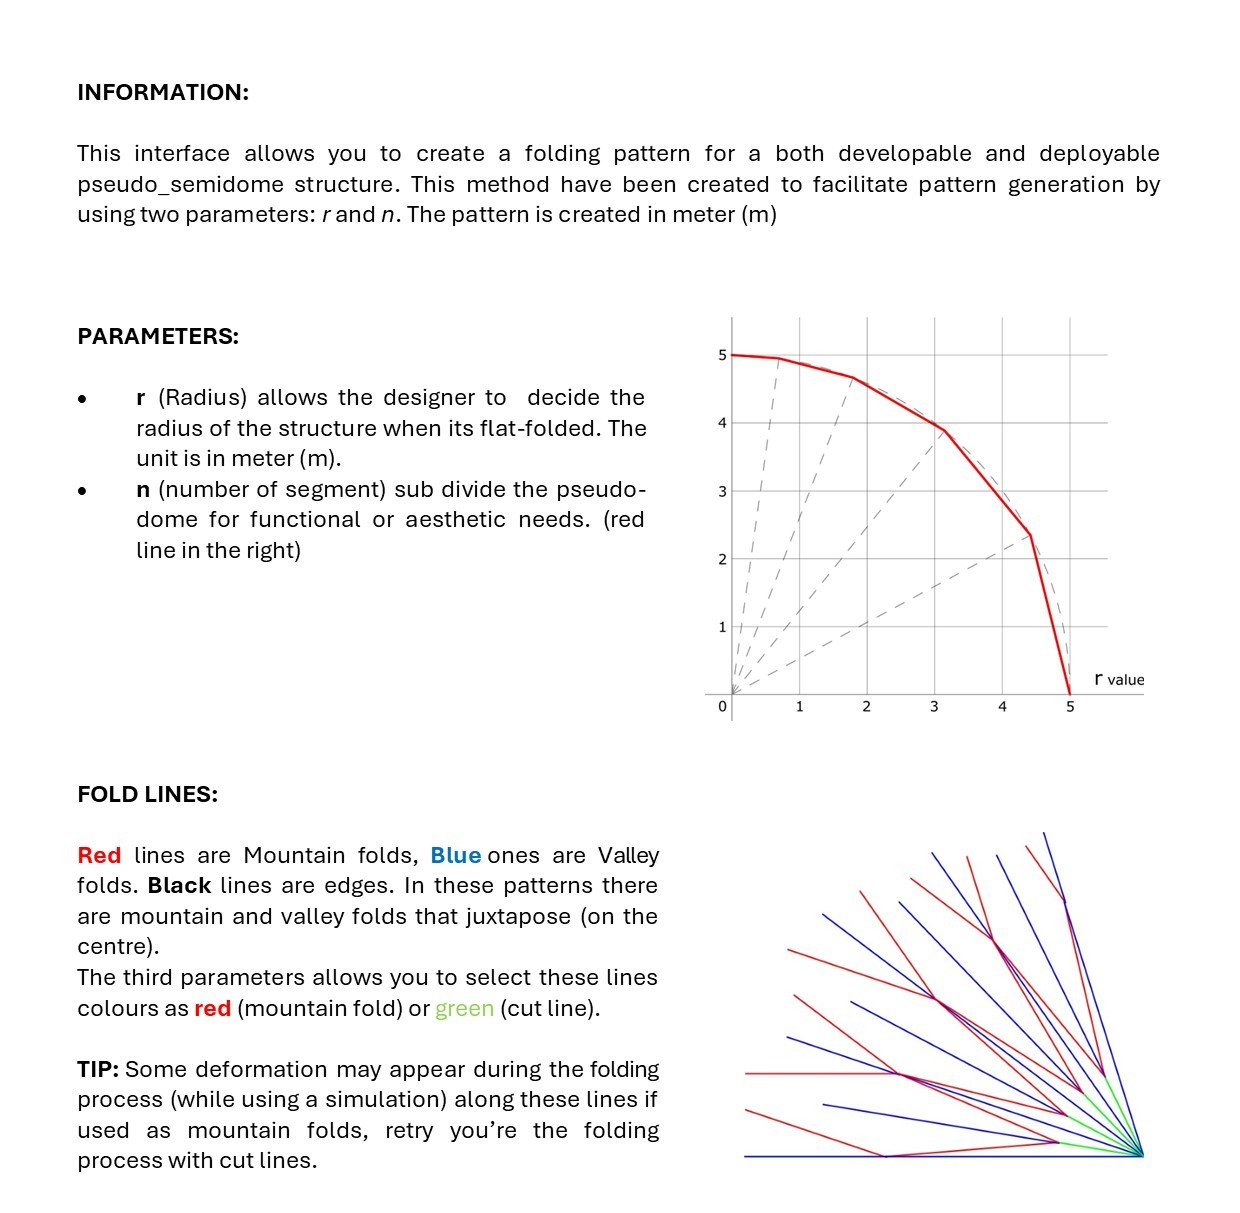 INFORMATION:
This interface allows you to create a folding pattern for a both developable and deployable
pseudo_semidome structure. This method have been created to facilitate pattern generation by
using two parameters: r and n. The pattern is created in meter (m)
PARAMETERS:
• r (Radius) allows the designer to decide the
radius of the structure when its flat-folded. The
unit is in meter (m).
• n (number of segment) sub divide the pseudo-
dome for functional or aesthetic needs. (red
line in the right)
5
4
3
2
1
r value
0 1 2 3 4 5
FOLD LINES:
Red lines are Mountain folds, Blue ones are Valley
folds. Black lines are edges. In these patterns there
are mountain and valley folds that juxtapose (on the
centre).
The third parameters allows you to select these lines
colours as red (mountain fold) or green (cut line).
TIP: Some deformation may appear during the folding
process (while using a simulation) along these lines if
used as mountain folds, retry you’re the folding
process with cut lines.